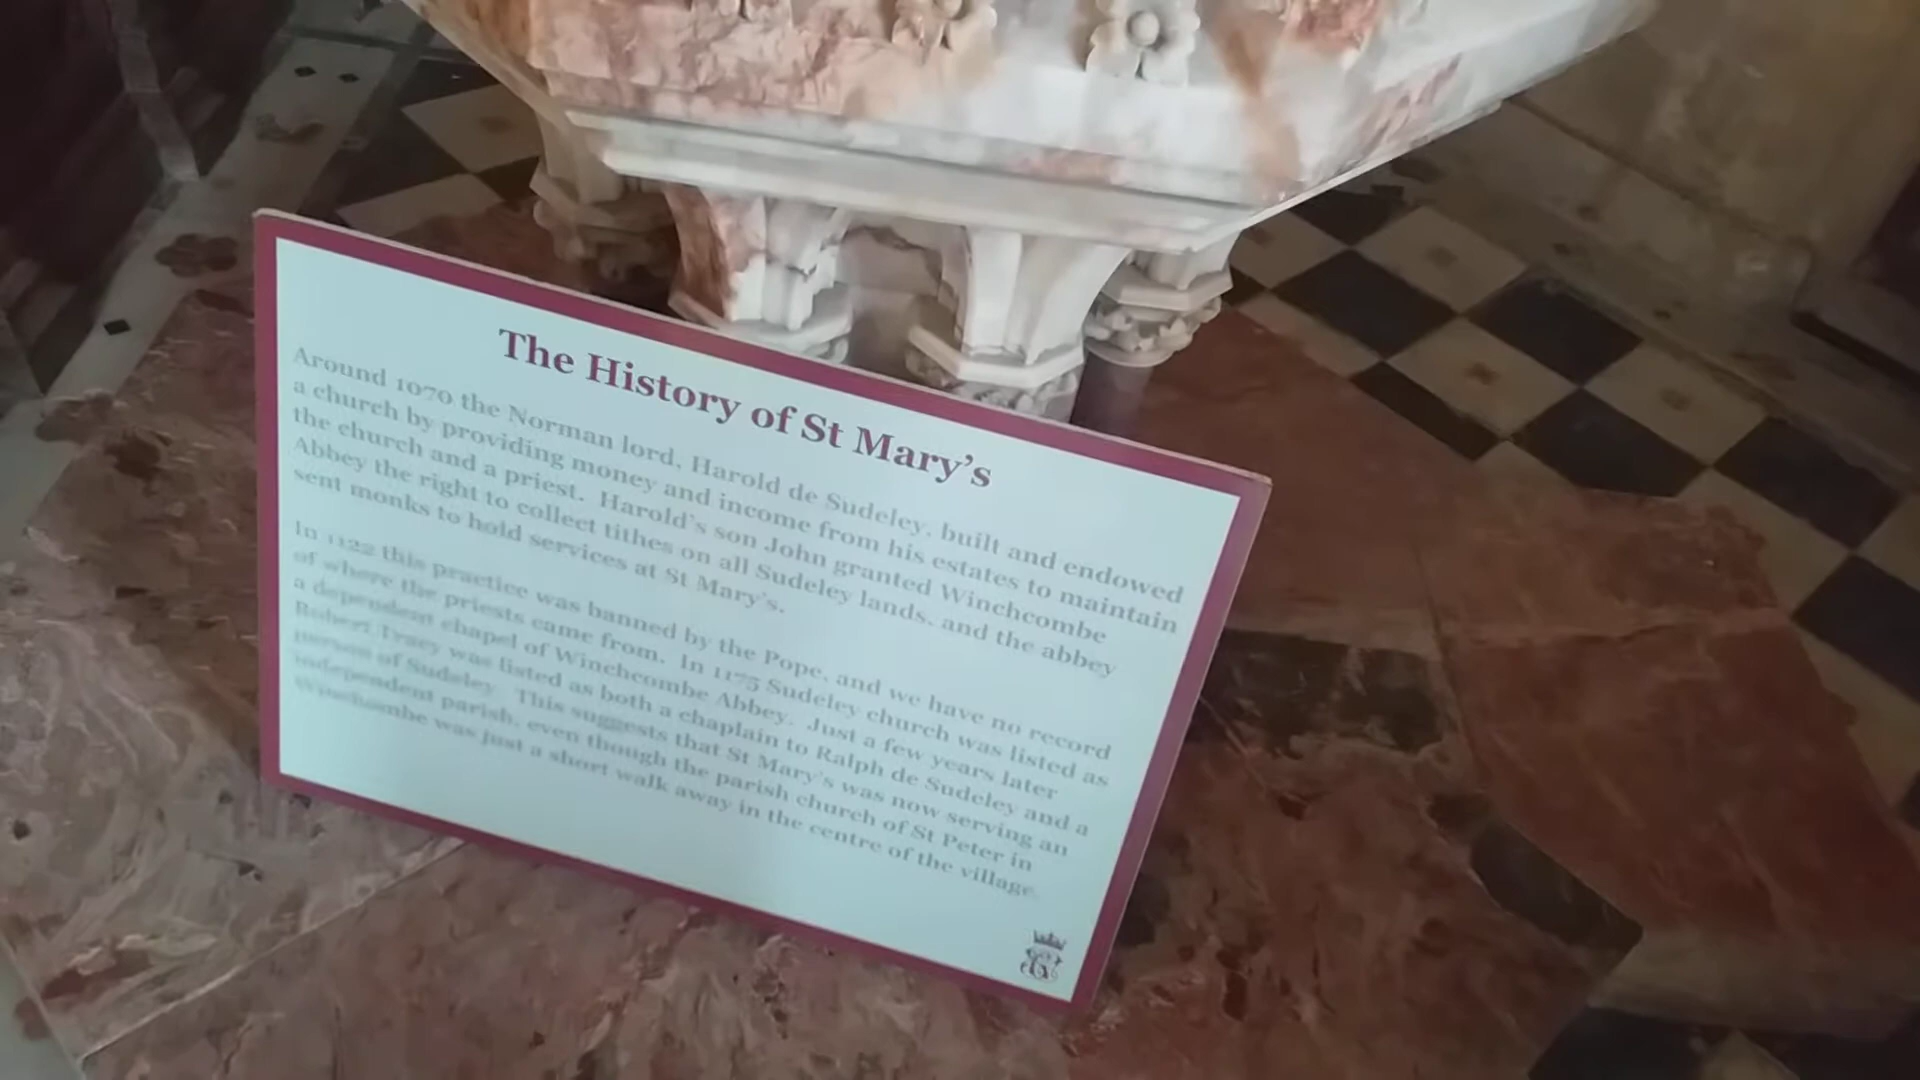 The History of St Mary's
Around 1070 the Norman lord, Harold de Sudeley, built and endowed
a church by providing money and income from his estates to maintain
the church and a priest. Harold's son John granted Winchcombe
Abbey the right to collect tithes on all Sudeley lands, and the abbey
sent monks to hold services at St Mary's.
In 1122 this practice was banned by the Pope, and we have no record
of where the priests came from. In 1175 Sudeley church was listed as
a dependent chapel of Winchcombe Abbey. Just a few years later
Robert Tracy was listed as both a chaplain to Ralph de Sudeley and a
person of Sudeley. This suggests that St Mary's was now serving an
independent parish, even though the parish church of St Peter in
Winchcombe was just a short walk away in the centre of the village.